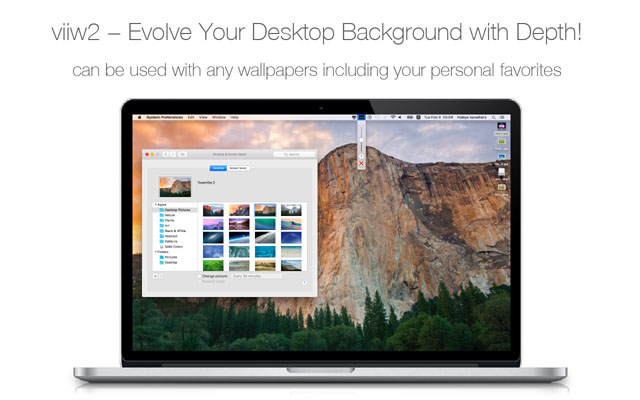 viiw2 – Evolve Your Desktop Background with Depth!
can be used with any wallpapers including your personal favorites
System Preferences Edit View Window Help
Desktop & Screen Saver
Search
Desktop Screen Saver
Yosemite 2
Apple
Desktop Pictures
Nature
Plants
Art
Black & White
Abstract
Patterns
Solid Colors
Pictures
Desktop
Change picture: Every 30 minutes
Random order